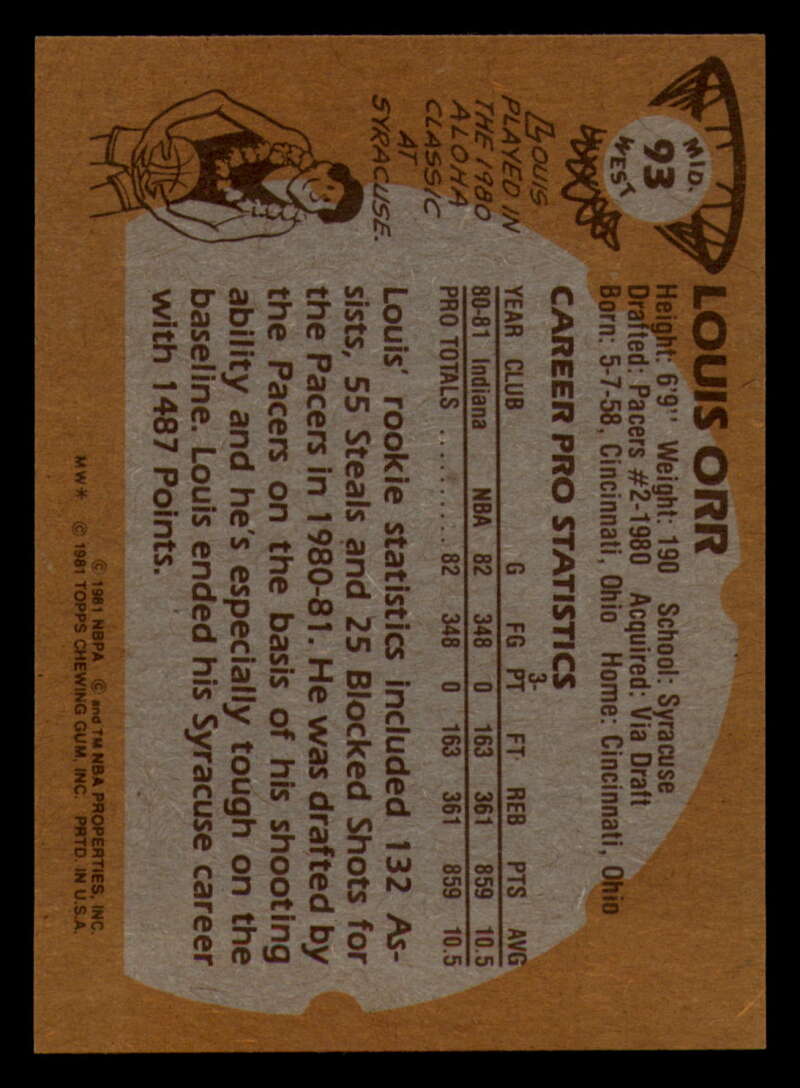 MID.
93
WEST
LOUIS ORR
Height: 6'9" Weight: 190 School: Syracuse
Drafted: Pacers #2-1980 Acquired: Via Draft
Born: 5-7-58, Cincinnati, Ohio Home: Cincinnati, Ohio
CAREER PRO STATISTICS
YEAR CLUB G FG 3-PT FT REB PTS AVG
80-81 Indiana NBA 82 348 0 163 361 859 10.5
PRO TOTALS .......... 82 348 0 163 361 859 10.5
Louis' rookie statistics included 132 As-
sists, 55 Steals and 25 Blocked Shots for
the Pacers in 1980-81. He was drafted by
the Pacers on the basis of his shooting
ability and he's especially tough on the
baseline. Louis ended his Syracuse career
with 1487 Points.
LOUIS
PLAYED IN
THE 1980
ALOHA
CLASSIC
AT
SYRACUSE.
© 1981 NBPA © and TM NBA PROPERTIES, INC.
MW* © 1981 TOPPS CHEWING GUM, INC. PRTD. IN U.S.A.